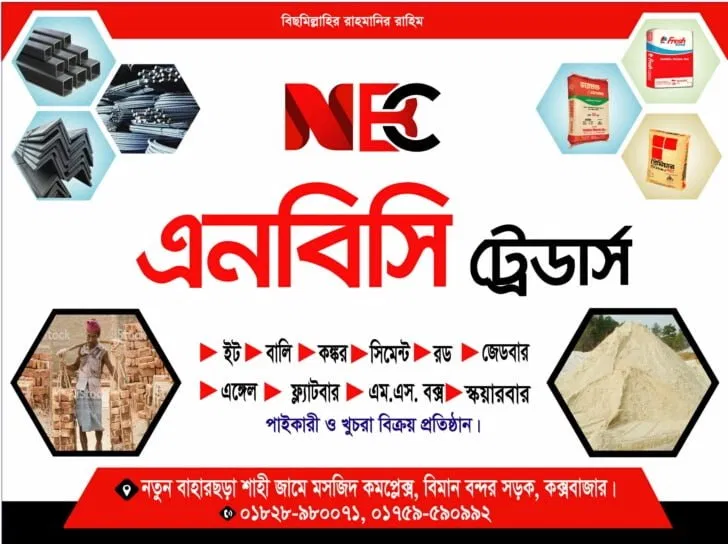 বিছমিল্লাহির রাহমানির রাহিম
NBC
Fresh
এনবিসি ট্রেডার্স
ইট বালি কঙ্কর সিমেন্ট রড জেডবার
এঙ্গেল ফ্ল্যাটবার এম.এস. বক্স স্কয়ারবার
পাইকারী ও খুচরা বিক্রয় প্রতিষ্ঠান।
নতুন বাহারছড়া শাহী জামে মসজিদ কমপ্লেক্স, বিমান বন্দর সড়ক, কক্সবাজার।
০১৮২৮-৯৮০০৭১, ০১৭৫৯-৫৯০৯৯২